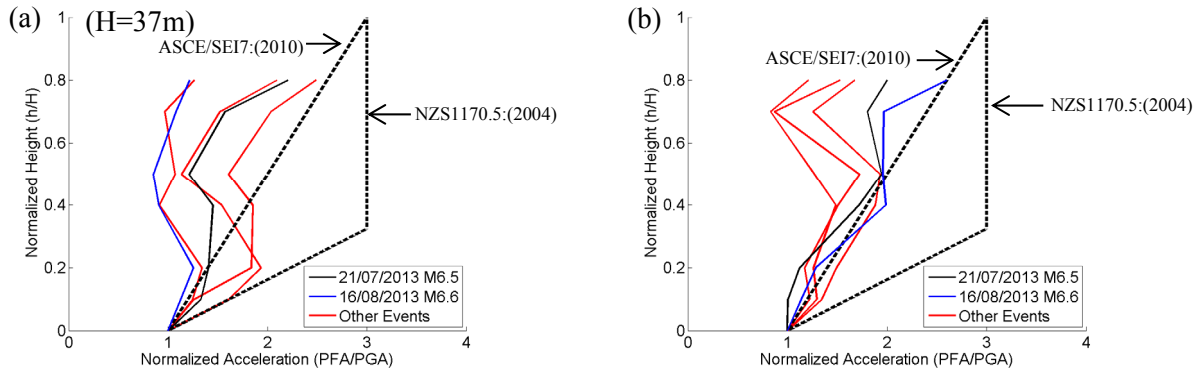 (a)
(H=37m)
ASCE/SEI7:(2010)
NZS1170.5:(2004)
Normalized Height (h/H)
1
0.8
0.6
0.4
0.2
0
0
1
2
3
4
21/07/2013 M6.5
16/08/2013 M6.6
Other Events
Normalized Acceleration (PFA/PGA)
(b)
ASCE/SEI7:(2010)
NZS1170.5:(2004)
Normalized Height (h/H)
1
0.8
0.6
0.4
0.2
0
0
1
2
3
4
21/07/2013 M6.5
16/08/2013 M6.6
Other Events
Normalized Acceleration (PFA/PGA)